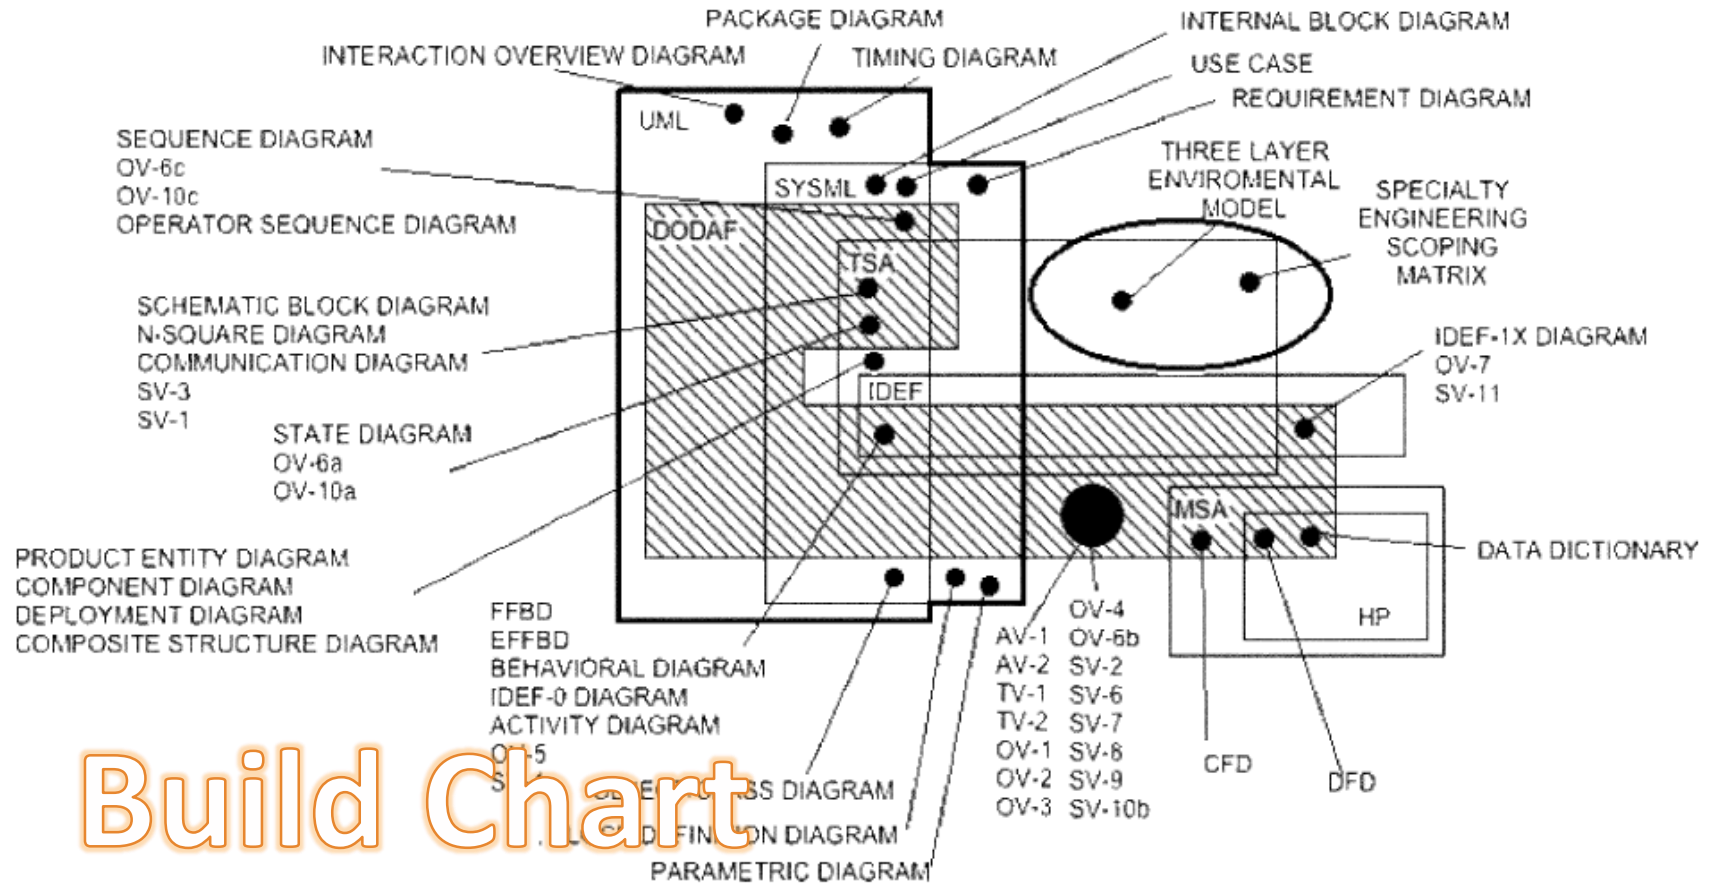 PACKAGE DIAGRAM
INTERNAL BLOCK DIAGRAM
INTERACTION OVERVIEW DIAGRAM
TIMING DIAGRAM
USE CASE
REQUIREMENT DIAGRAM
UML
SEQUENCE DIAGRAM
OV-6c
OV-10c
OPERATOR SEQUENCE DIAGRAM
THREE LAYER
ENVIROMENTAL
MODEL
SPECIALTY
ENGINEERING
SCOPING
MATRIX
SYSML
DODAF
TSA
SCHEMATIC BLOCK DIAGRAM
N-SQUARE DIAGRAM
COMMUNICATION DIAGRAM
SV-3
SV-1
IDEF-1X DIAGRAM
OV-7
SV-11
IDEF
STATE DIAGRAM
OV-6a
OV-10a
MSA
HP
DATA DICTIONARY
PRODUCT ENTITY DIAGRAM
COMPONENT DIAGRAM
DEPLOYMENT DIAGRAM
COMPOSITE STRUCTURE DIAGRAM
FFBD
EFFBD
BEHAVIORAL DIAGRAM
IDEF-0 DIAGRAM
ACTIVITY DIAGRAM
AV-1
AV-2
TV-1
TV-2
OV-1
OV-2
OV-3
OV-4
OV-6b
SV-2
SV-6
SV-7
SV-8
SV-9
SV-10b
CFD
DFD
Build Chart
DIAGRAM
DIAGRAM
PARAMETRIC DIAGRAM